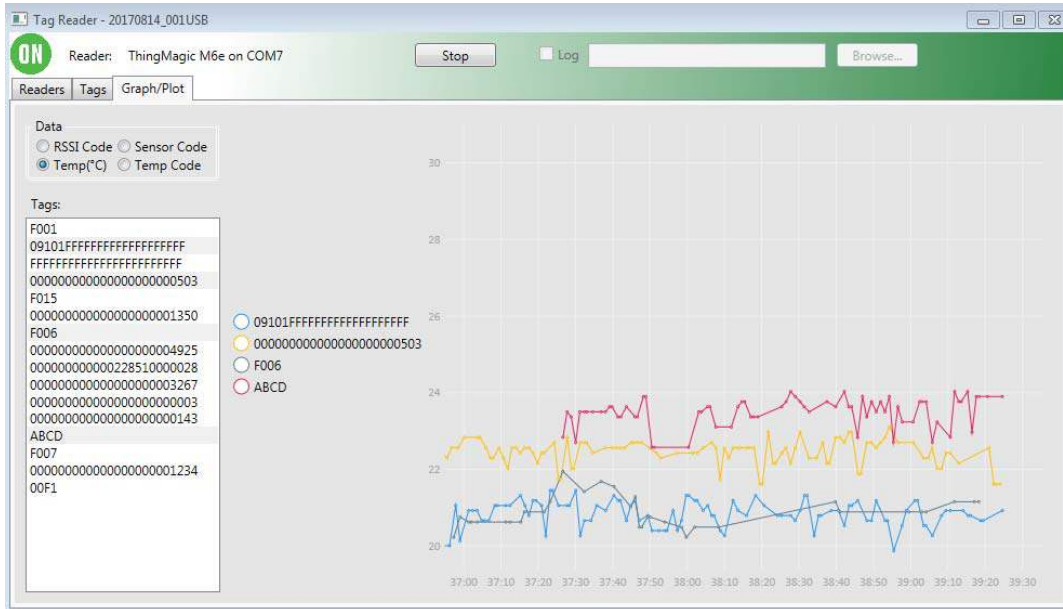 Tag Reader - 20170814_001USB
ON Reader: ThingMagic M6e on COM7 Stop Log Browse...
Readers Tags Graph/Plot
Data
RSSI Code Sensor Code
Temp(°C) Temp Code
Tags:
F001
09101FFFFFFFFFFFFFFFFFFF
FFFFFFFFFFFFFFFFFFFFFFFF
000000000000000000000503
F015
000000000000000000001350
F006
000000000000000000004925
000000000000228510000028
000000000000000000003267
000000000000000000000003
000000000000000000000143
ABCD
F007
000000000000000000001234
00F1
09101FFFFFFFFFFFFFFFFFFF
000000000000000000000503
F006
ABCD
30
28
26
24
22
20
37:00 37:10 37:20 37:30 37:40 37:50 38:00 38:10 38:20 38:30 38:40 38:50 39:00 39:10 39:20 39:30